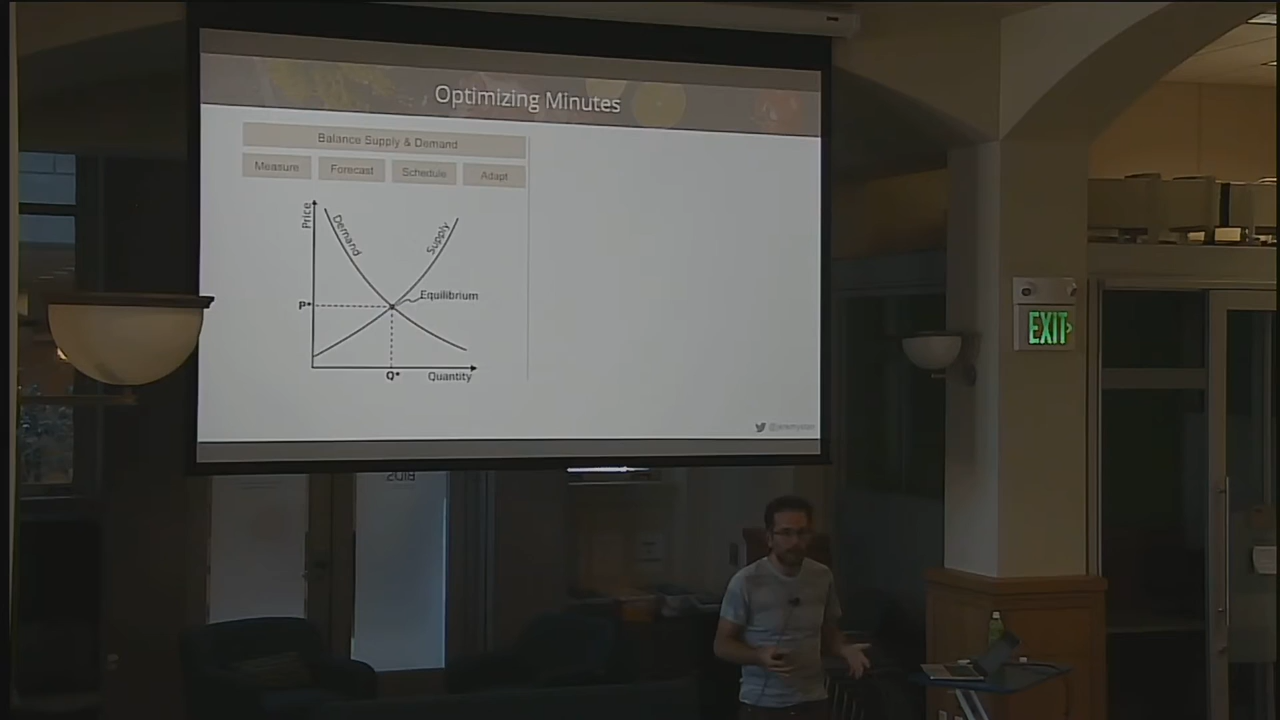 Optimizing Minutes
Balance Supply & Demand
Measure
Forecast
Schedule
Adapt
Price
Demand
Supply
Equilibrium
P*
Q*
Quantity
EXIT